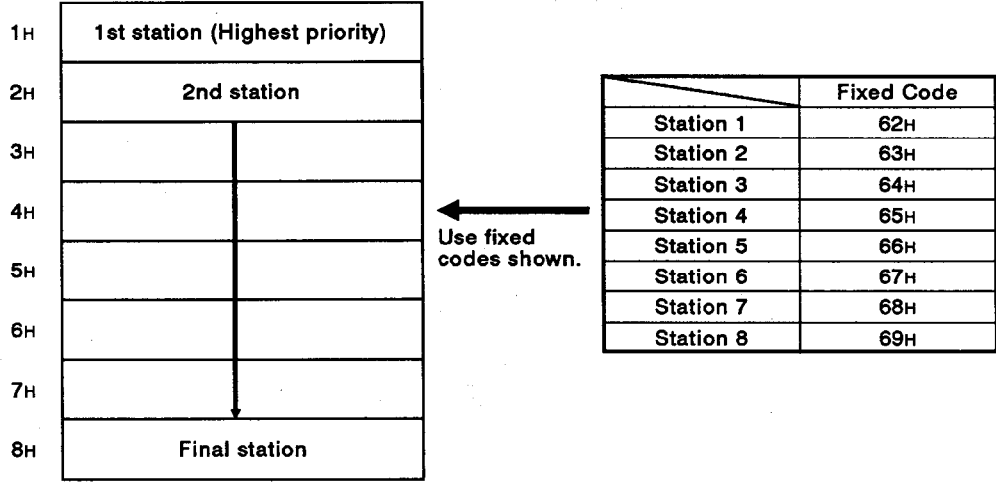 1H 1st station (Highest priority)
2H 2nd station
3H
4H
5H
6H
7H
8H Final station
Use fixed
codes shown.
Fixed Code
Station 1 62H
Station 2 63H
Station 3 64H
Station 4 65H
Station 5 66H
Station 6 67H
Station 7 68H
Station 8 69H